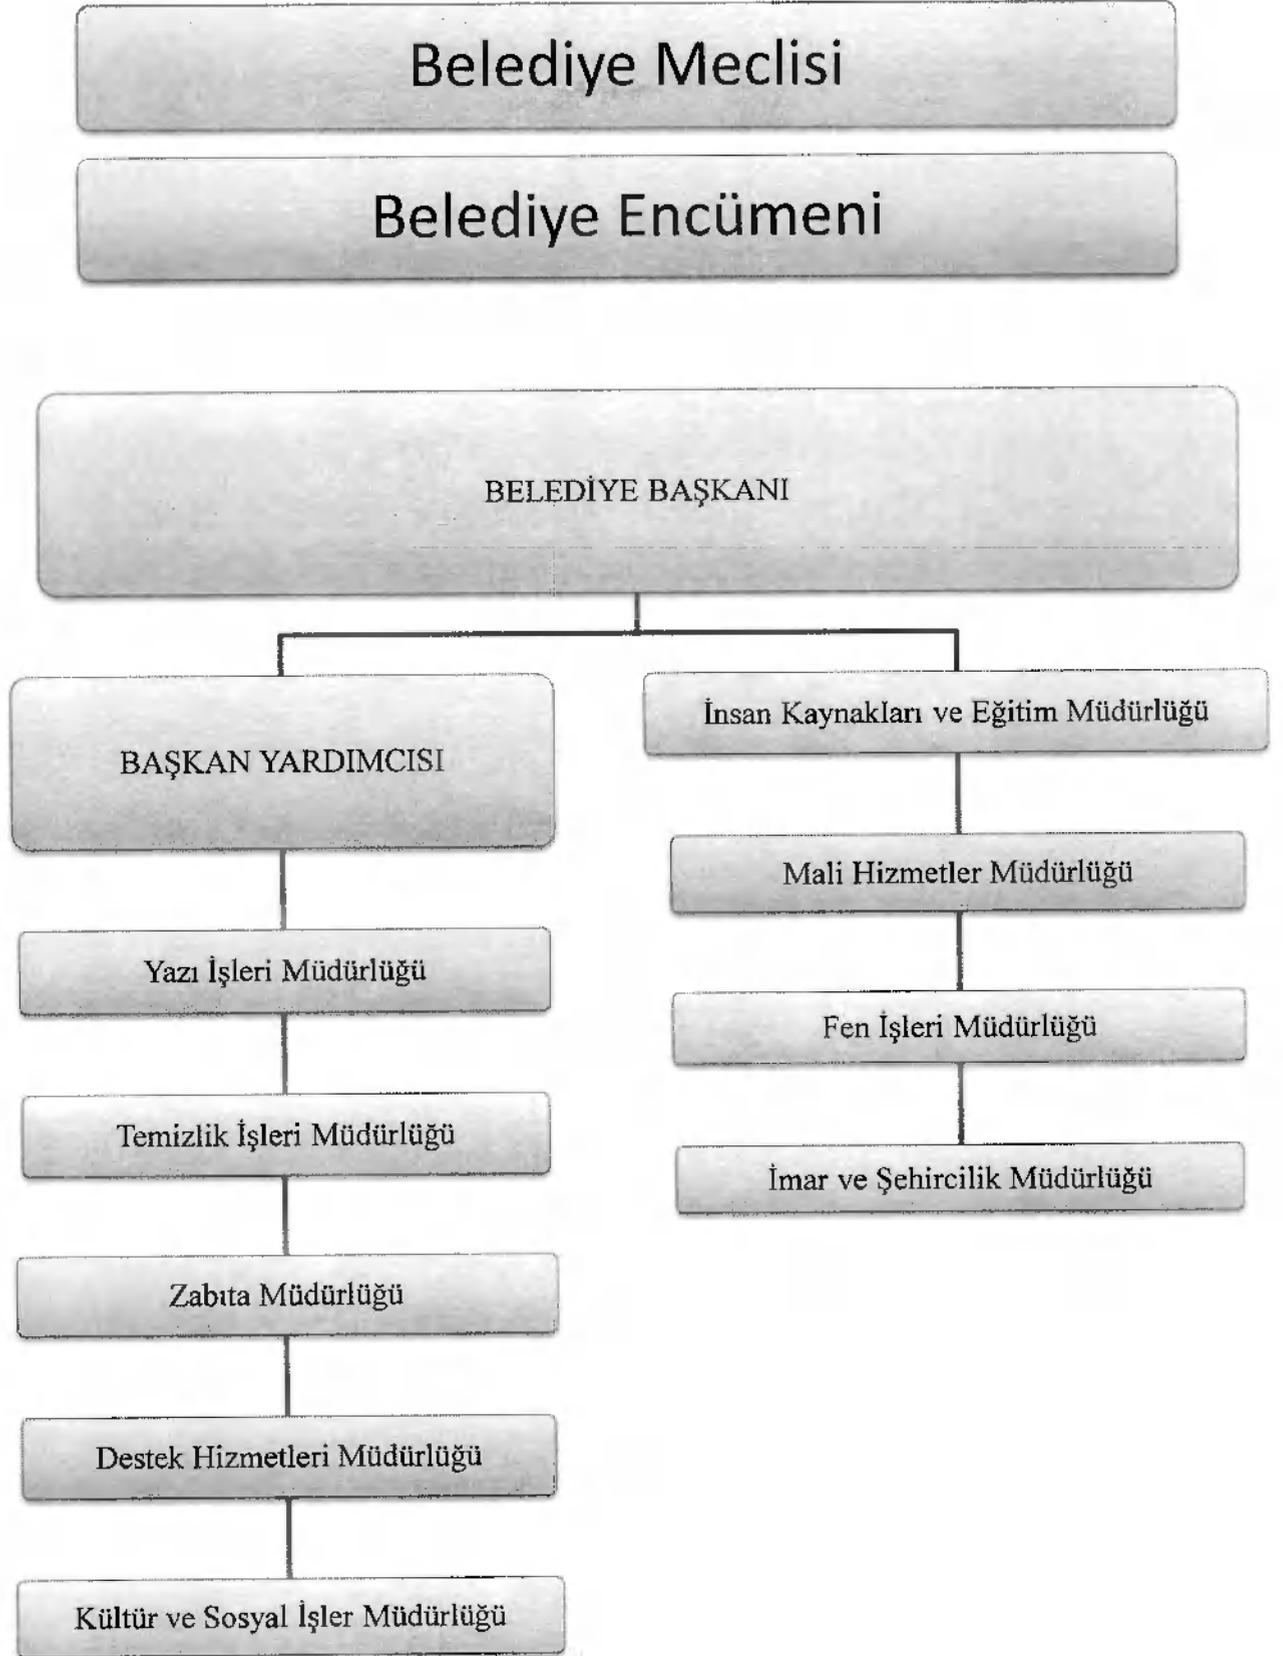 Belediye Meclisi
Belediye Encümeni
BELEDİYE BAŞKANI
BAŞKAN YARDIMCISI
Yazı İşleri Müdürlüğü
Temizlik İşleri Müdürlüğü
Zabıta Müdürlüğü
Destek Hizmetleri Müdürlüğü
Kültür ve Sosyal İşler Müdürlüğü
İnsan Kaynakları ve Eğitim Müdürlüğü
Mali Hizmetler Müdürlüğü
Fen İşleri Müdürlüğü
İmar ve Şehircilik Müdürlüğü